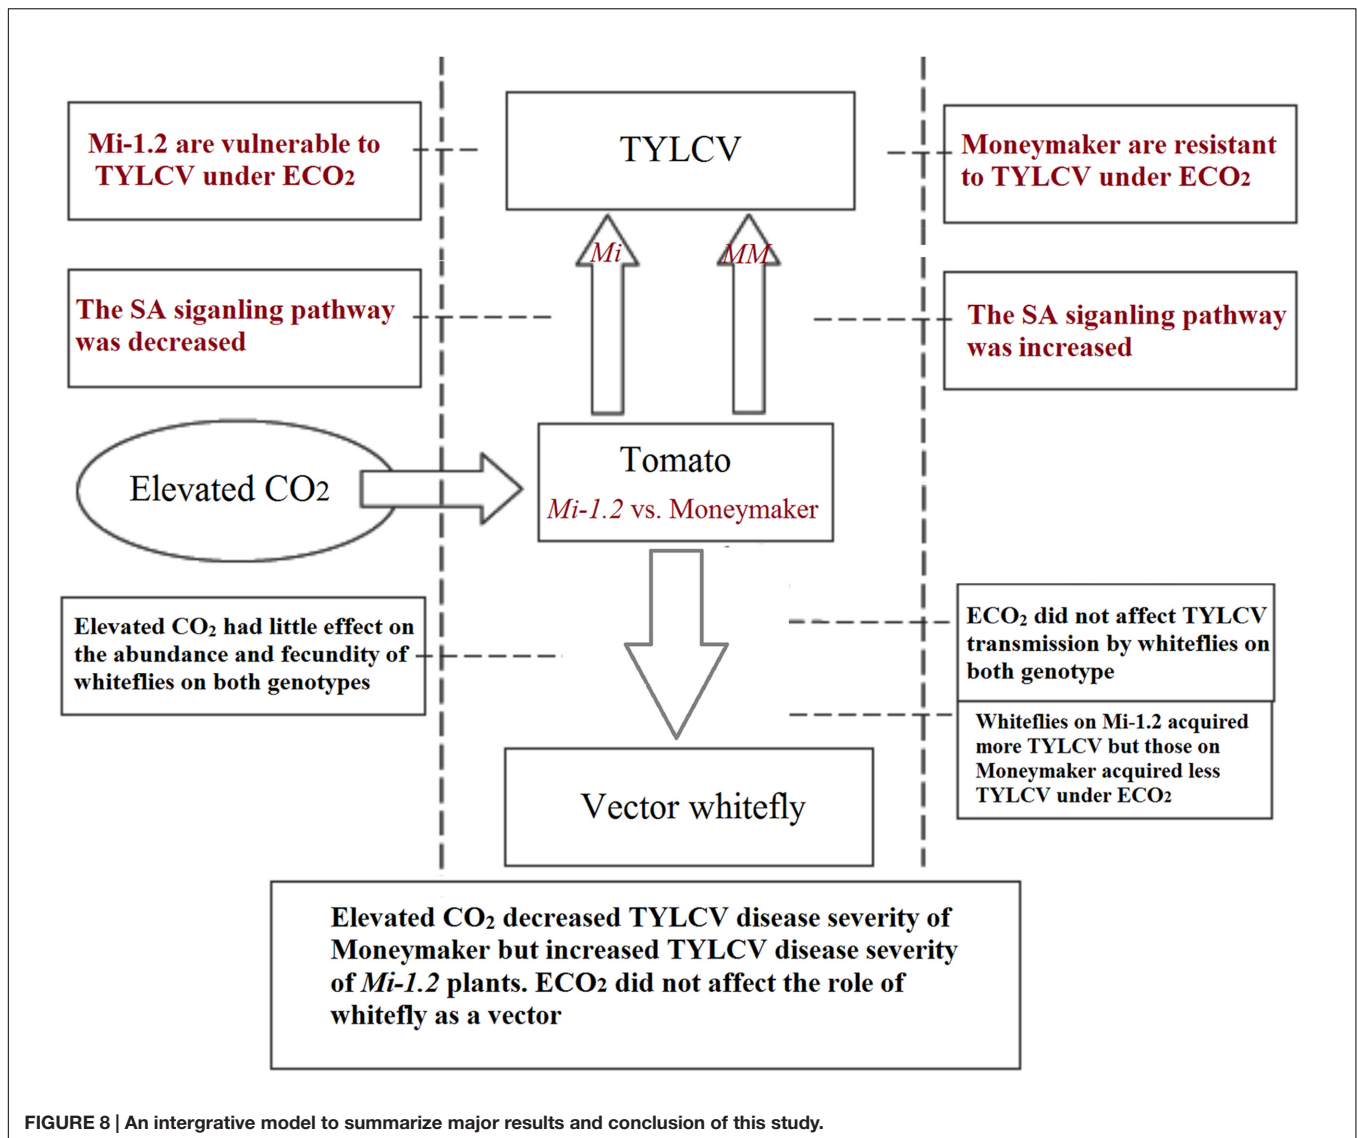 Mi-1.2 are vulnerable to
TYLCV under ECO2
TYLCV
Moneymaker are resistant
to TYLCV under ECO2
Mi
MM
The SA siganling pathway
was decreased
The SA siganling pathway
was increased
Elevated CO2
Tomato
Mi-1.2 vs. Moneymaker
Elevated CO2 had little effect on
the abundance and fecundity of
whiteflies on both genotypes
ECO2 did not affect TYLCV
transmission by whiteflies on
both genotype
Whiteflies on Mi-1.2 acquired
more TYLCV but those on
Moneymaker acquired less
TYLCV under ECO2
Vector whitefly
Elevated CO2 decreased TYLCV disease severity of
Moneymaker but increased TYLCV disease severity
of Mi-1.2 plants. ECO2 did not affect the role of
whitefly as a vector
FIGURE 8 | An intergrative model to summarize major results and conclusion of this study.